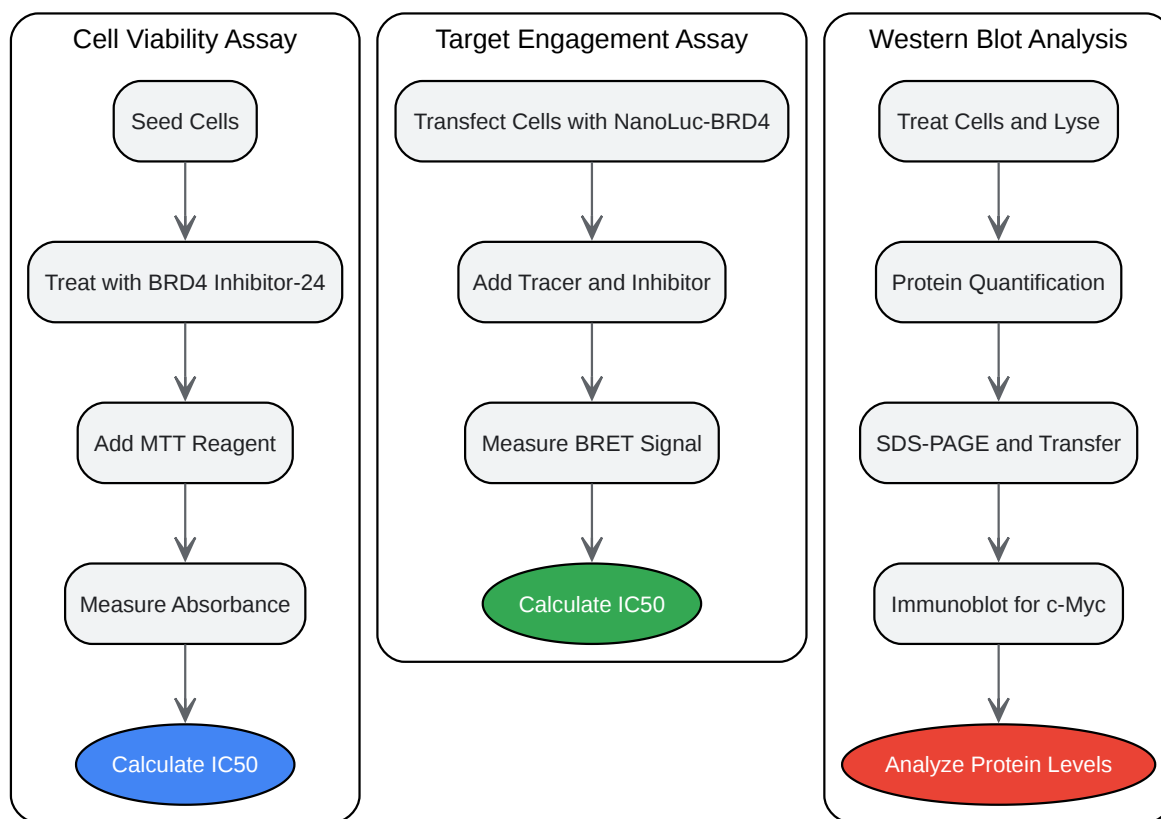 Cell Viability Assay
Seed Cells
Treat with BRD4 Inhibitor-24
Add MTT Reagent
Measure Absorbance
Calculate IC50
Target Engagement Assay
Transfect Cells with NanoLuc-BRD4
Add Tracer and Inhibitor
Measure BRET Signal
Calculate IC50
Western Blot Analysis
Treat Cells and Lyse
Protein Quantification
SDS-PAGE and Transfer
Immunoblot for c-Myc
Analyze Protein Levels